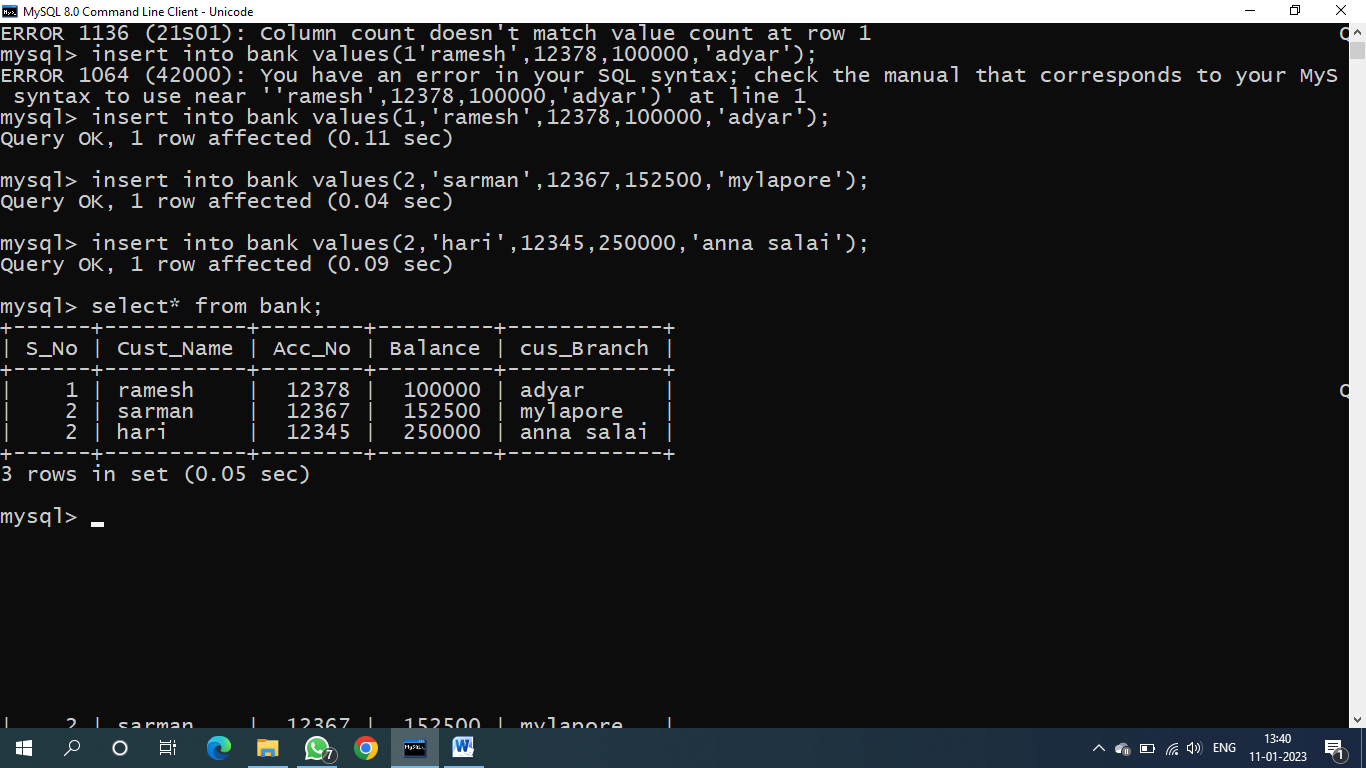 MySQL 8.0 Command Line Client - Unicode
ERROR 1136 (21S01): Column count doesn't match value count at row 1
mysql> insert into bank values(1'ramesh',12378,100000,'adyar');
ERROR 1064 (42000): You have an error in your SQL syntax; check the manual that corresponds to your MyS
 syntax to use near ''ramesh',12378,100000,'adyar')' at line 1
mysql> insert into bank values(1,'ramesh',12378,100000,'adyar');
Query OK, 1 row affected (0.11 sec)
mysql> insert into bank values(2,'sarman',12367,152500,'mylapore');
Query OK, 1 row affected (0.04 sec)
mysql> insert into bank values(2,'hari',12345,250000,'anna salai');
Query OK, 1 row affected (0.09 sec)
mysql> select* from bank;
+------+-----------+--------+---------+------------+
| S_No | Cust_Name | Acc_No | Balance | cus_Branch |
+------+-----------+--------+---------+------------+
|    1 | ramesh    |  12378 |  100000 | adyar      |
|    2 | sarman    |  12367 |  152500 | mylapore   |
|    2 | hari      |  12345 |  250000 | anna salai |
+------+-----------+--------+---------+------------+
3 rows in set (0.05 sec)
mysql>
|    2 | sarman    |  12367 |  152500 | mylapore   |
7
MySQL
W
ENG
13:40
11-01-2023
1